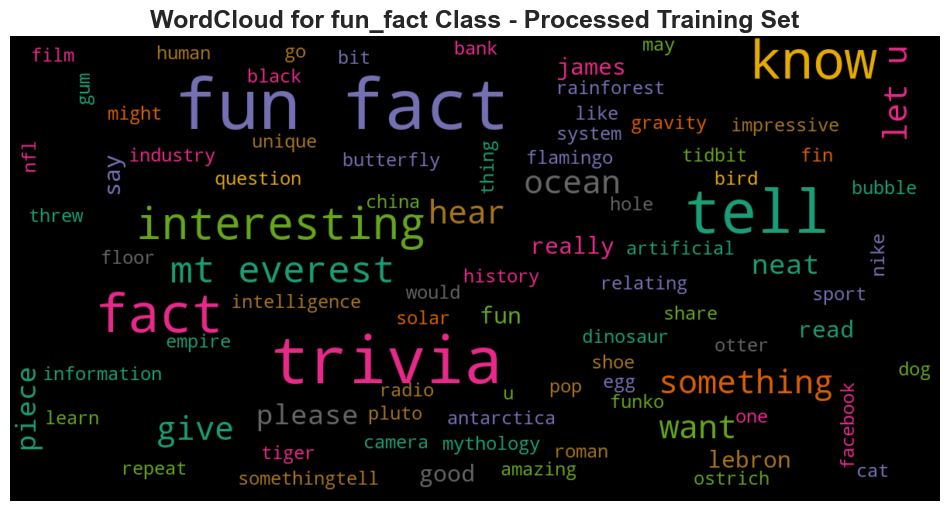 WordCloud for fun_fact Class - Processed Training Set
film
human
go
bit
bank
may
know
let u
gum
black
james
rainforest
might
fun fact
like
gravity
impressive
system
unique
nfl
say
industry
butterfly
thing
flamingo
tidbit
fin
question
ocean
bird
bubble
china
hole
tell
threw
interesting
hear
really
artificial
nike
floor
mt everest
history
relating
neat
sport
would
fact
intelligence
solar
fun
share
read
empire
dinosaur
otter
trivia
shoe
dog
piece
information
radio
u
pop
egg
something
funko
learn
give
please
pluto
antarctica
want
one
facebook
camera
mythology
roman
tiger
lebron
repeat
somethingtell
good
amazing
ostrich
cat